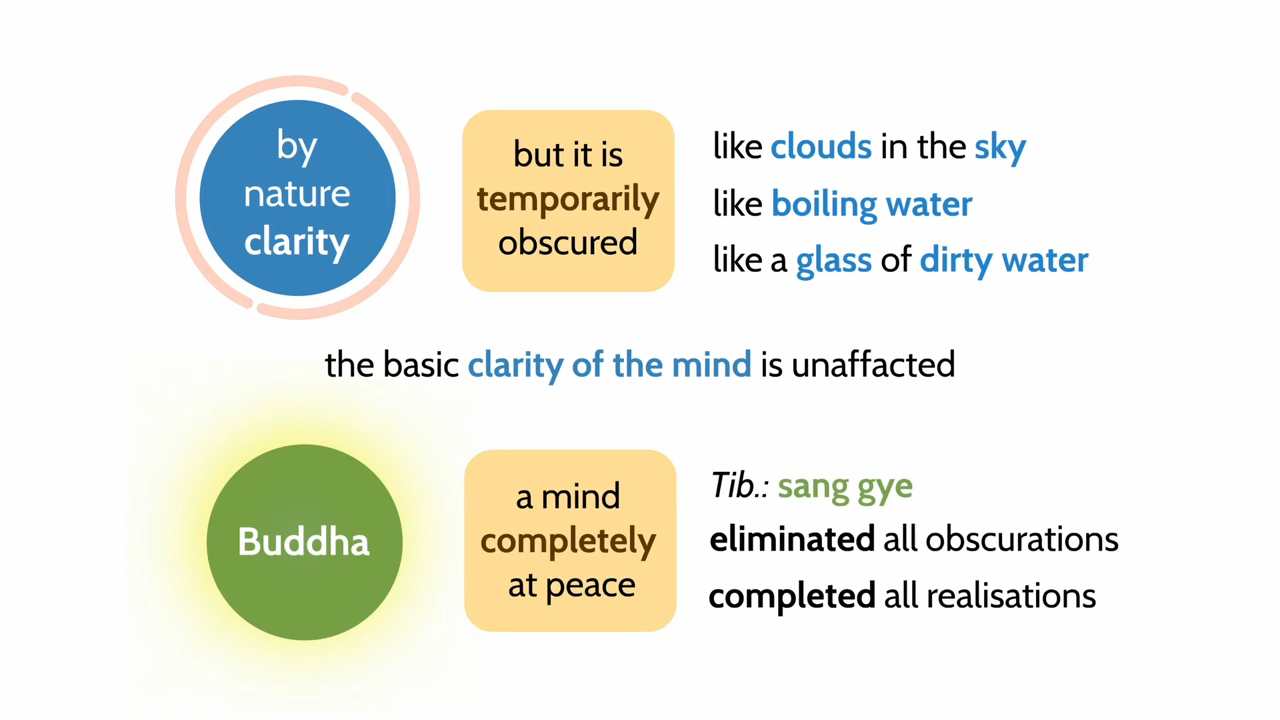 by
nature
clarity
but it is
temporarily
obscured
like clouds in the sky
like boiling water
like a glass of dirty water
the basic clarity of the mind is unaffacted
Buddha
a mind
completely
at peace
Tib.: sang gye
eliminated all obscurations
completed all realisations